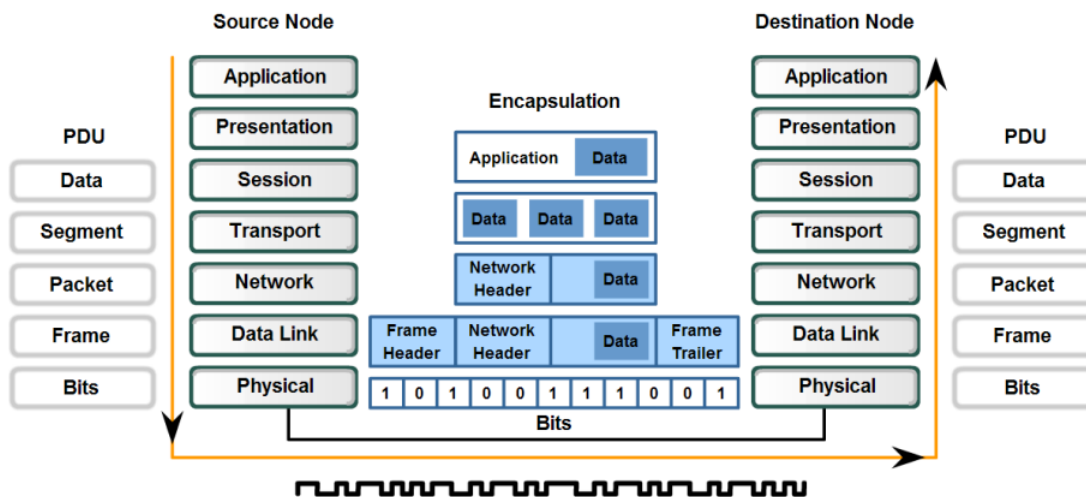 Source Node
Destination Node
Application
Application
Encapsulation
Presentation
Presentation
PDU
PDU
Application Data
Data
Session
Session
Data
Segment
Transport
Data Data Data
Transport
Segment
Packet
Network
Network
Header
Data
Network
Packet
Frame
Data Link
Frame
Header
Network
Header
Data
Frame
Trailer
Data Link
Frame
Bits
Physical
1 0 1 0 0 1 1 1 0 0 1
Physical
Bits
Bits